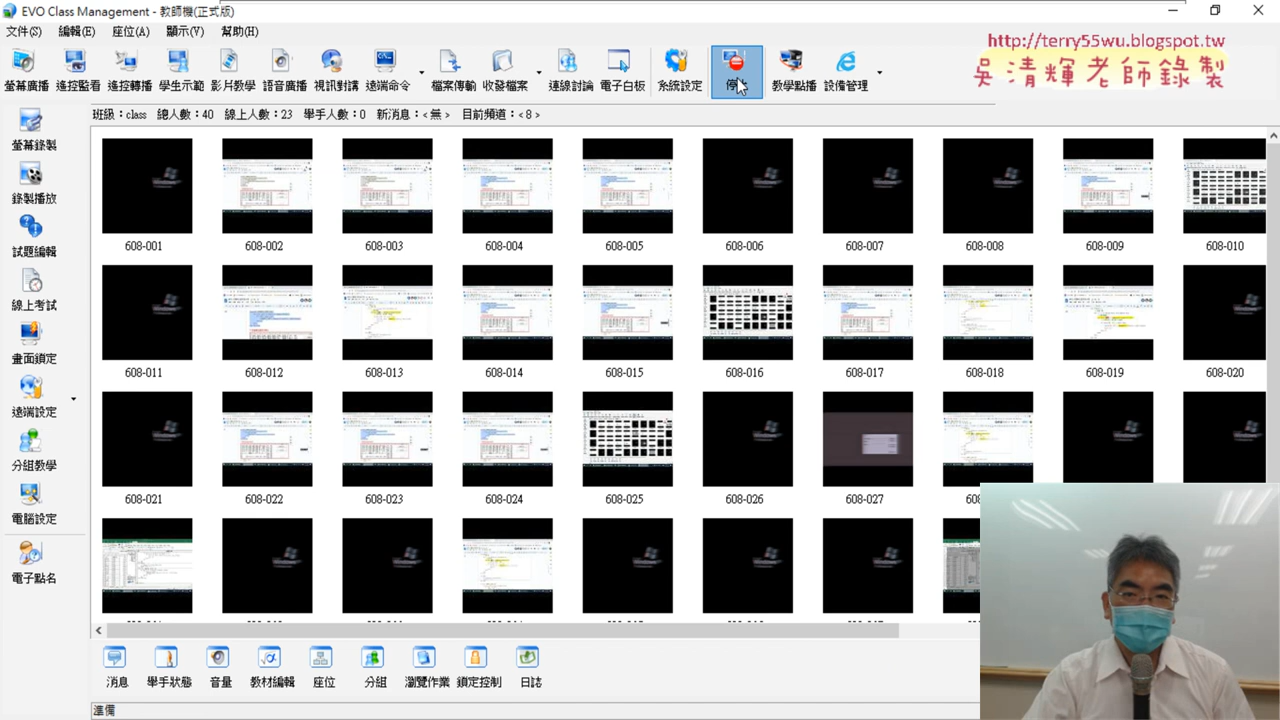 EVO Class Management - 教師機(正式版)
文件(S) 編輯(E) 座位(A) 顯示(V) 幫助(H)
http://terry55wu.blogspot.tw
吳清輝老師錄製
螢幕廣播 遙控監看 遙控轉播 學生示範 影片教學 語音廣播 視訊對講 遠端命令 檔案傳輸 收發檔案 連線討論 電子白板 系統設定 停止 教學點播 設備管理
班級：class 總人數：40 線上人數：23 舉手人數：0 新消息：<無> 目前頻道：<8>
螢幕錄製
錄製播放
試題編輯
線上考試
畫面鎖定
遠端設定
分組教學
電腦設定
電子點名
608-001 608-002 608-003 608-004 608-005 608-006 608-007 608-008 608-009 608-010
608-011 608-012 608-013 608-014 608-015 608-016 608-017 608-018 608-019 608-020
608-021 608-022 608-023 608-024 608-025 608-026 608-027
消息 舉手狀態 音量 教材編輯 座位 分組 瀏覽作業 鎖定控制 日誌
準備